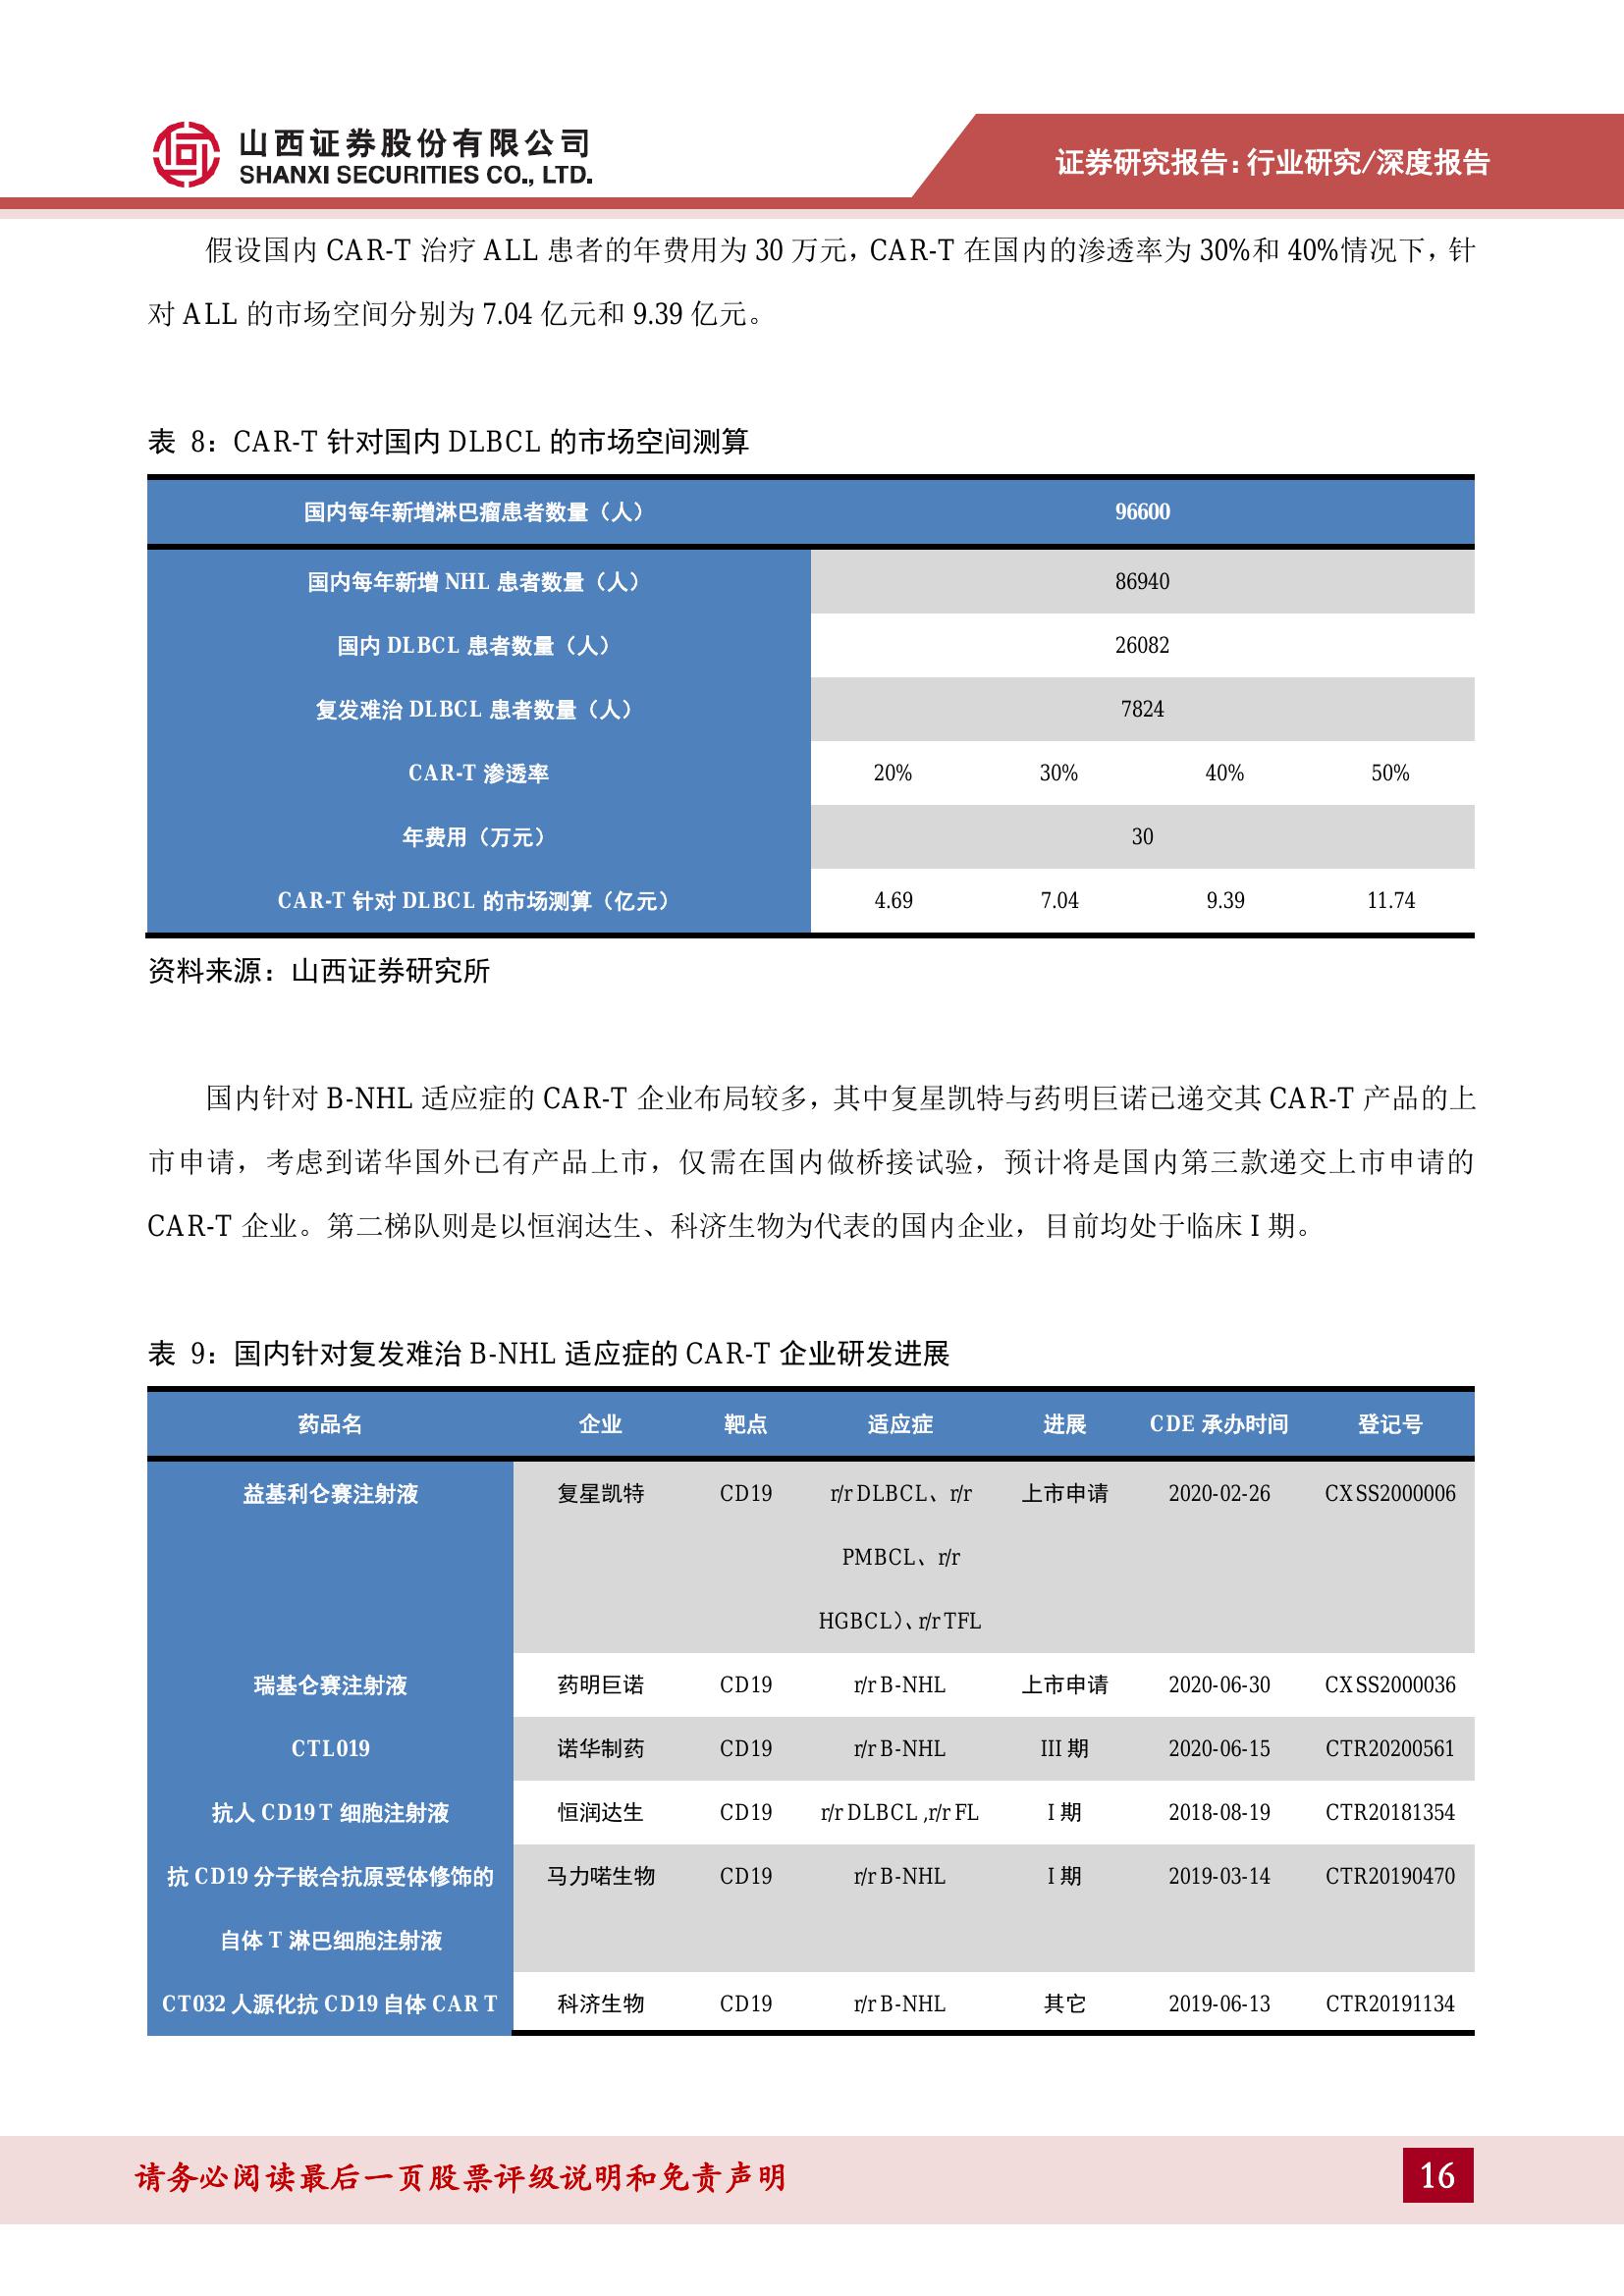 山西证券股份有限公司
SHANXI SECURITIES CO., LTD.
证券研究报告:行业研究/深度报告
假设国内 CAR-T 治疗 ALL 患者的年费用为 30 万元，CAR-T 在国内的渗透率为 30%和 40%情况下，针
对 ALL 的市场空间分别为 7.04 亿元和 9.39 亿元。
表 8：CAR-T 针对国内 DLBCL 的市场空间测算
国内每年新增淋巴瘤患者数量（人） 96600
国内每年新增 NHL 患者数量（人） 86940
国内 DLBCL 患者数量（人） 26082
复发难治 DLBCL 患者数量（人） 7824
CAR-T 渗透率 20% 30% 40% 50%
年费用（万元） 30
CAR-T 针对 DLBCL 的市场测算（亿元） 4.69 7.04 9.39 11.74
资料来源：山西证券研究所
国内针对 B-NHL 适应症的 CAR-T 企业布局较多，其中复星凯特与药明巨诺已递交其 CAR-T 产品的上
市申请，考虑到诺华国外已有产品上市，仅需在国内做桥接试验，预计将是国内第三款递交上市申请的
CAR-T 企业。第二梯队则是以恒润达生、科济生物为代表的国内企业，目前均处于临床 I 期。
表 9：国内针对复发难治 B-NHL 适应症的 CAR-T 企业研发进展
药品名 企业 靶点 适应症 进展 CDE 承办时间 登记号
益基利仑赛注射液 复星凯特 CD19 r/r DLBCL、r/r 上市申请 2020-02-26 CXSS2000006
PMBCL、r/r
HGBCL）、r/r TFL
瑞基仑赛注射液 药明巨诺 CD19 r/r B-NHL 上市申请 2020-06-30 CXSS2000036
CTL019 诺华制药 CD19 r/r B-NHL III 期 2020-06-15 CTR20200561
抗人 CD19 T 细胞注射液 恒润达生 CD19 r/r DLBCL ,r/r FL I 期 2018-08-19 CTR20181354
抗 CD19 分子嵌合抗原受体修饰的 马力喏生物 CD19 r/r B-NHL I 期 2019-03-14 CTR20190470
自体 T 淋巴细胞注射液
CT032 人源化抗 CD19 自体 CAR T 科济生物 CD19 r/r B-NHL 其它 2019-06-13 CTR20191134
请务必阅读最后一页股票评级说明和免责声明
16